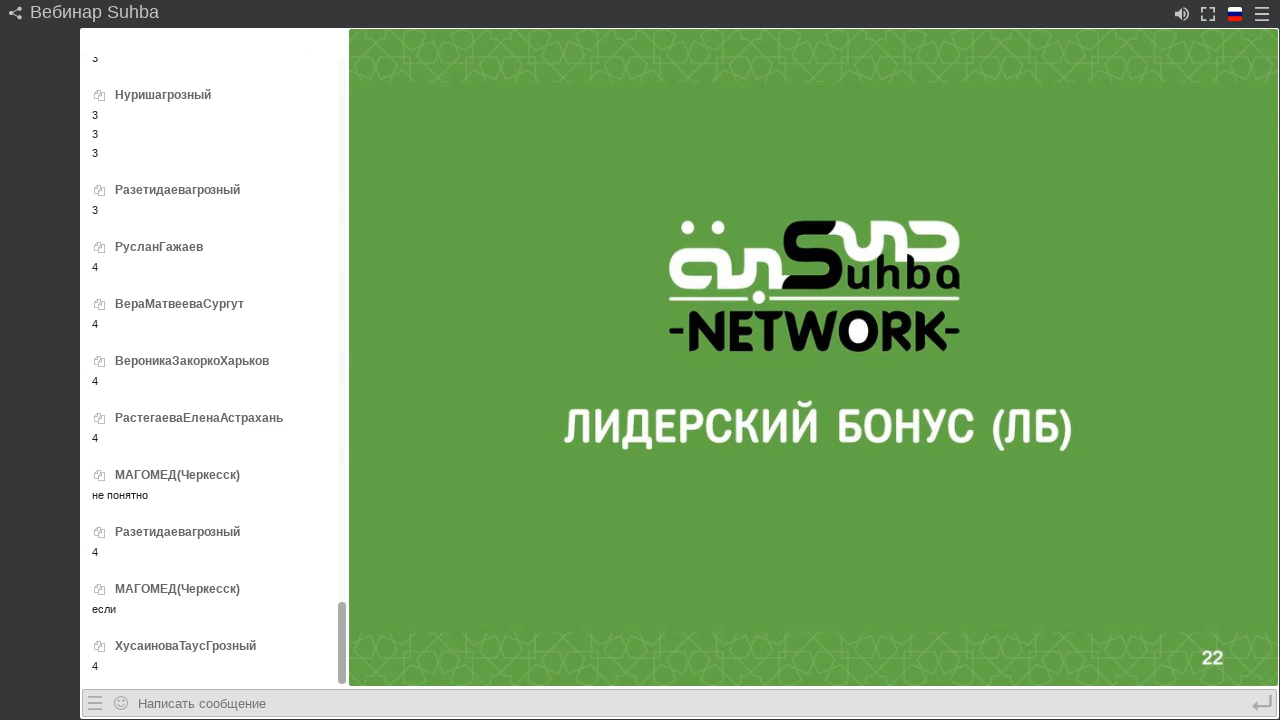 Вебинар Suhba
3
Нуришагрозный
3
3
3
Разетидаевагрозный
3
РусланГажаев
4
ВераМатвееваСургут
4
ВероникаЗакоркоХарьков
4
РастегаеваЕленаАстрахань
4
МАГОМЕД(Черкесск)
не понятно
Разетидаевагрозный
4
МАГОМЕД(Черкесск)
если
ХусаиноваТаусГрозный
4
Написать сообщение
صحبة Suhba
-NETWORK-
ЛИДЕРСКИЙ БОНУС (ЛБ)
22